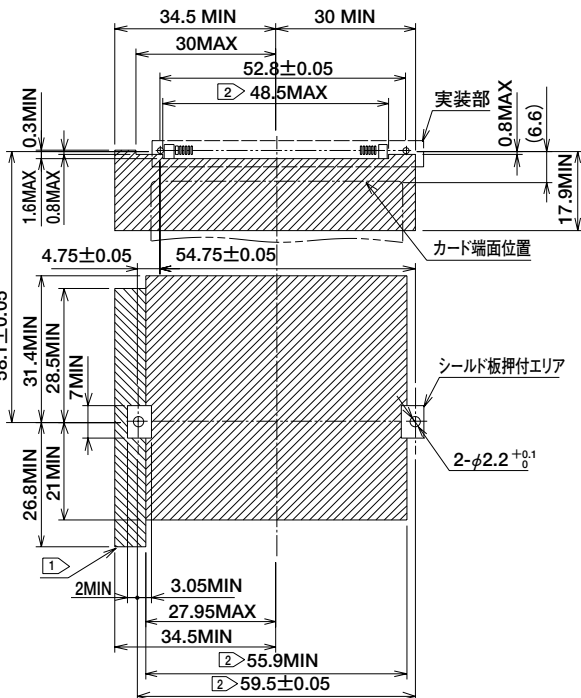 34.5 MIN
30 MIN
30MAX
52.8±0.05
2 48.5MAX
実装部
0.3MIN
1.6MAX
0.8MAX
0.8MAX
(6.6)
17.9MIN
カード端面位置
4.75±0.05
54.75±0.05
31.4MIN
28.5MIN
7MIN
シールド板押付エリア
2-φ2.2 +0.1 0
26.8MIN
21MIN
1
2MIN
3.05MIN
27.95MAX
34.5MIN
2 55.9MIN
2 59.5±0.05